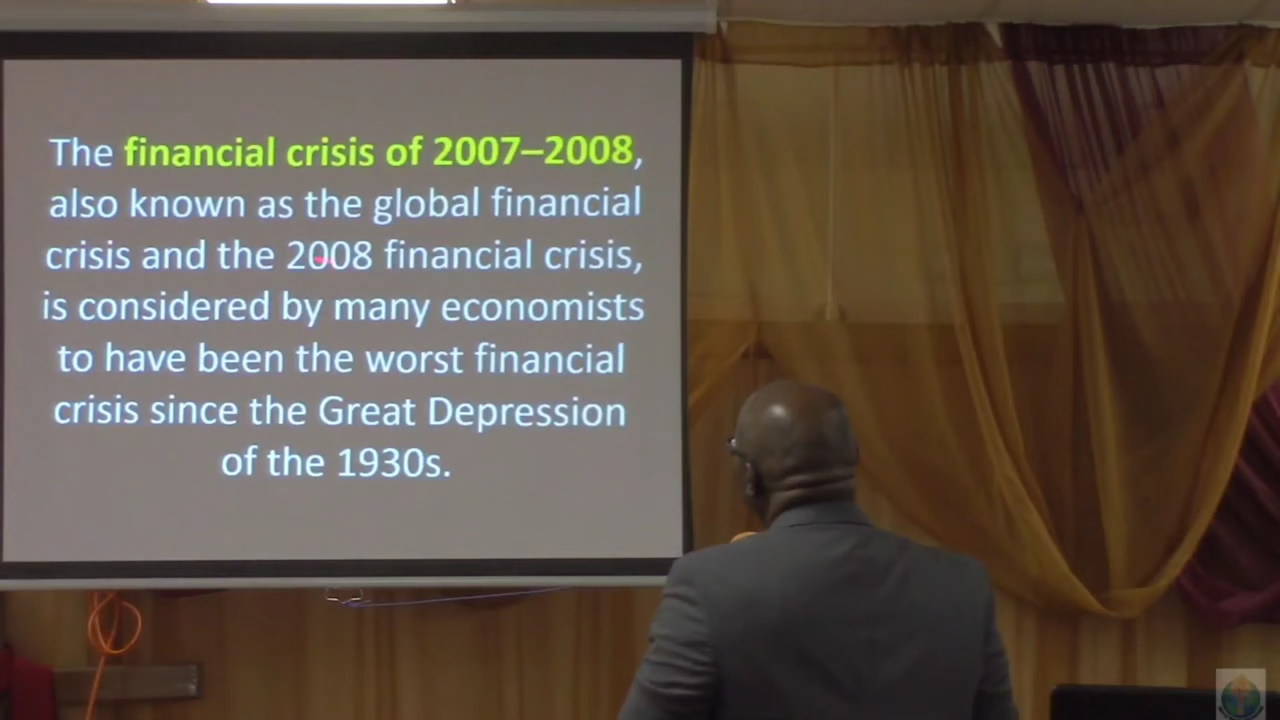 The financial crisis of 2007–2008,
also known as the global financial
crisis and the 2008 financial crisis,
is considered by many economists
to have been the worst financial
crisis since the Great Depression
of the 1930s.